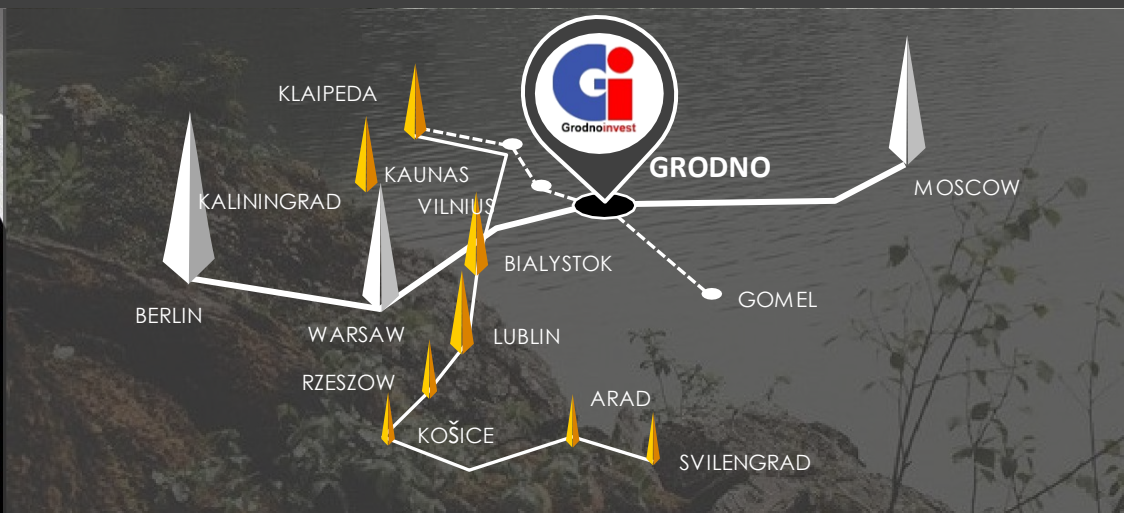 KLAIPEDA
Gi
Grodnoinvest
GRODNO
KAUNAS
MOSCOW
KALININGRAD
VILNIUS
BIALYSTOK
GOMEL
BERLIN
WARSAW
LUBLIN
RZESZOW
ARAD
KOŠICE
SVILENGRAD